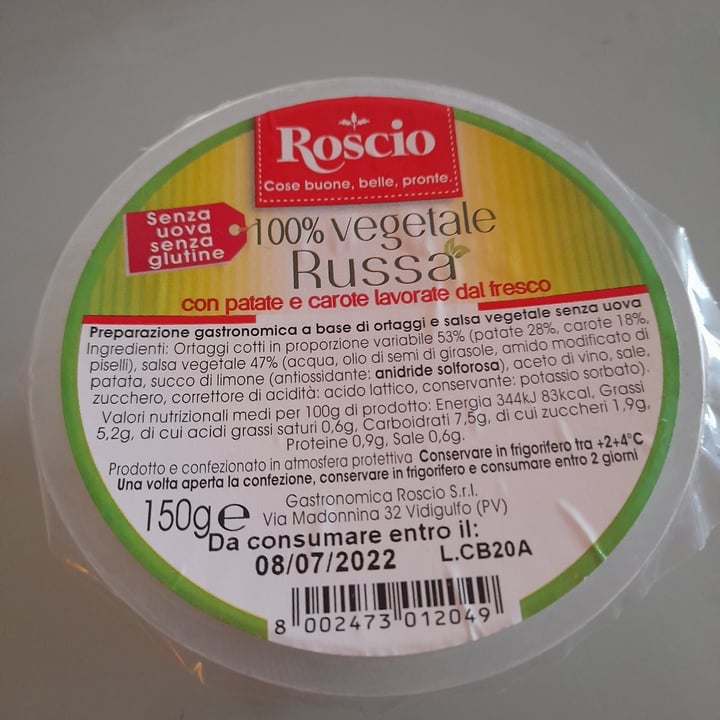 Roscio
Cose buone, belle, pronte.
Senza
uova
senza
glutine
100% vegetale
Russa
con patate e carote lavorate dal fresco
Preparazione gastronomica a base di ortaggi e salsa vegetale senza uova
Ingredienti: Ortaggi cotti in proporzione variabile 53% (patate 28%, carote 18%,
piselli), salsa vegetale 47% (acqua, olio di semi di girasole, amido modificato di
patata, succo di limone (antiossidante: anidride solforosa), aceto di vino, sale,
zucchero, correttore di acidità: acido lattico, conservante: potassio sorbato).
Valori nutrizionali medi per 100g di prodotto: Energia 344kJ 83kcal, Grassi
5,2g, di cui acidi grassi saturi 0,6g, Carboidrati 7,5g, di cui zuccheri 1,9g,
Proteine 0,9g, Sale 0,6g.
Prodotto e confezionato in atmosfera protettiva Conservare in frigorifero tra +2+4°C
Una volta aperta la confezione, conservare in frigorifero e consumare entro 2 giorni
150g e
Gastronomica Roscio S.r.l.
Via Madonnina 32 Vidigulfo (PV)
Da consumare entro il:
08/07/2022 L.CB20A
8 002473 012049